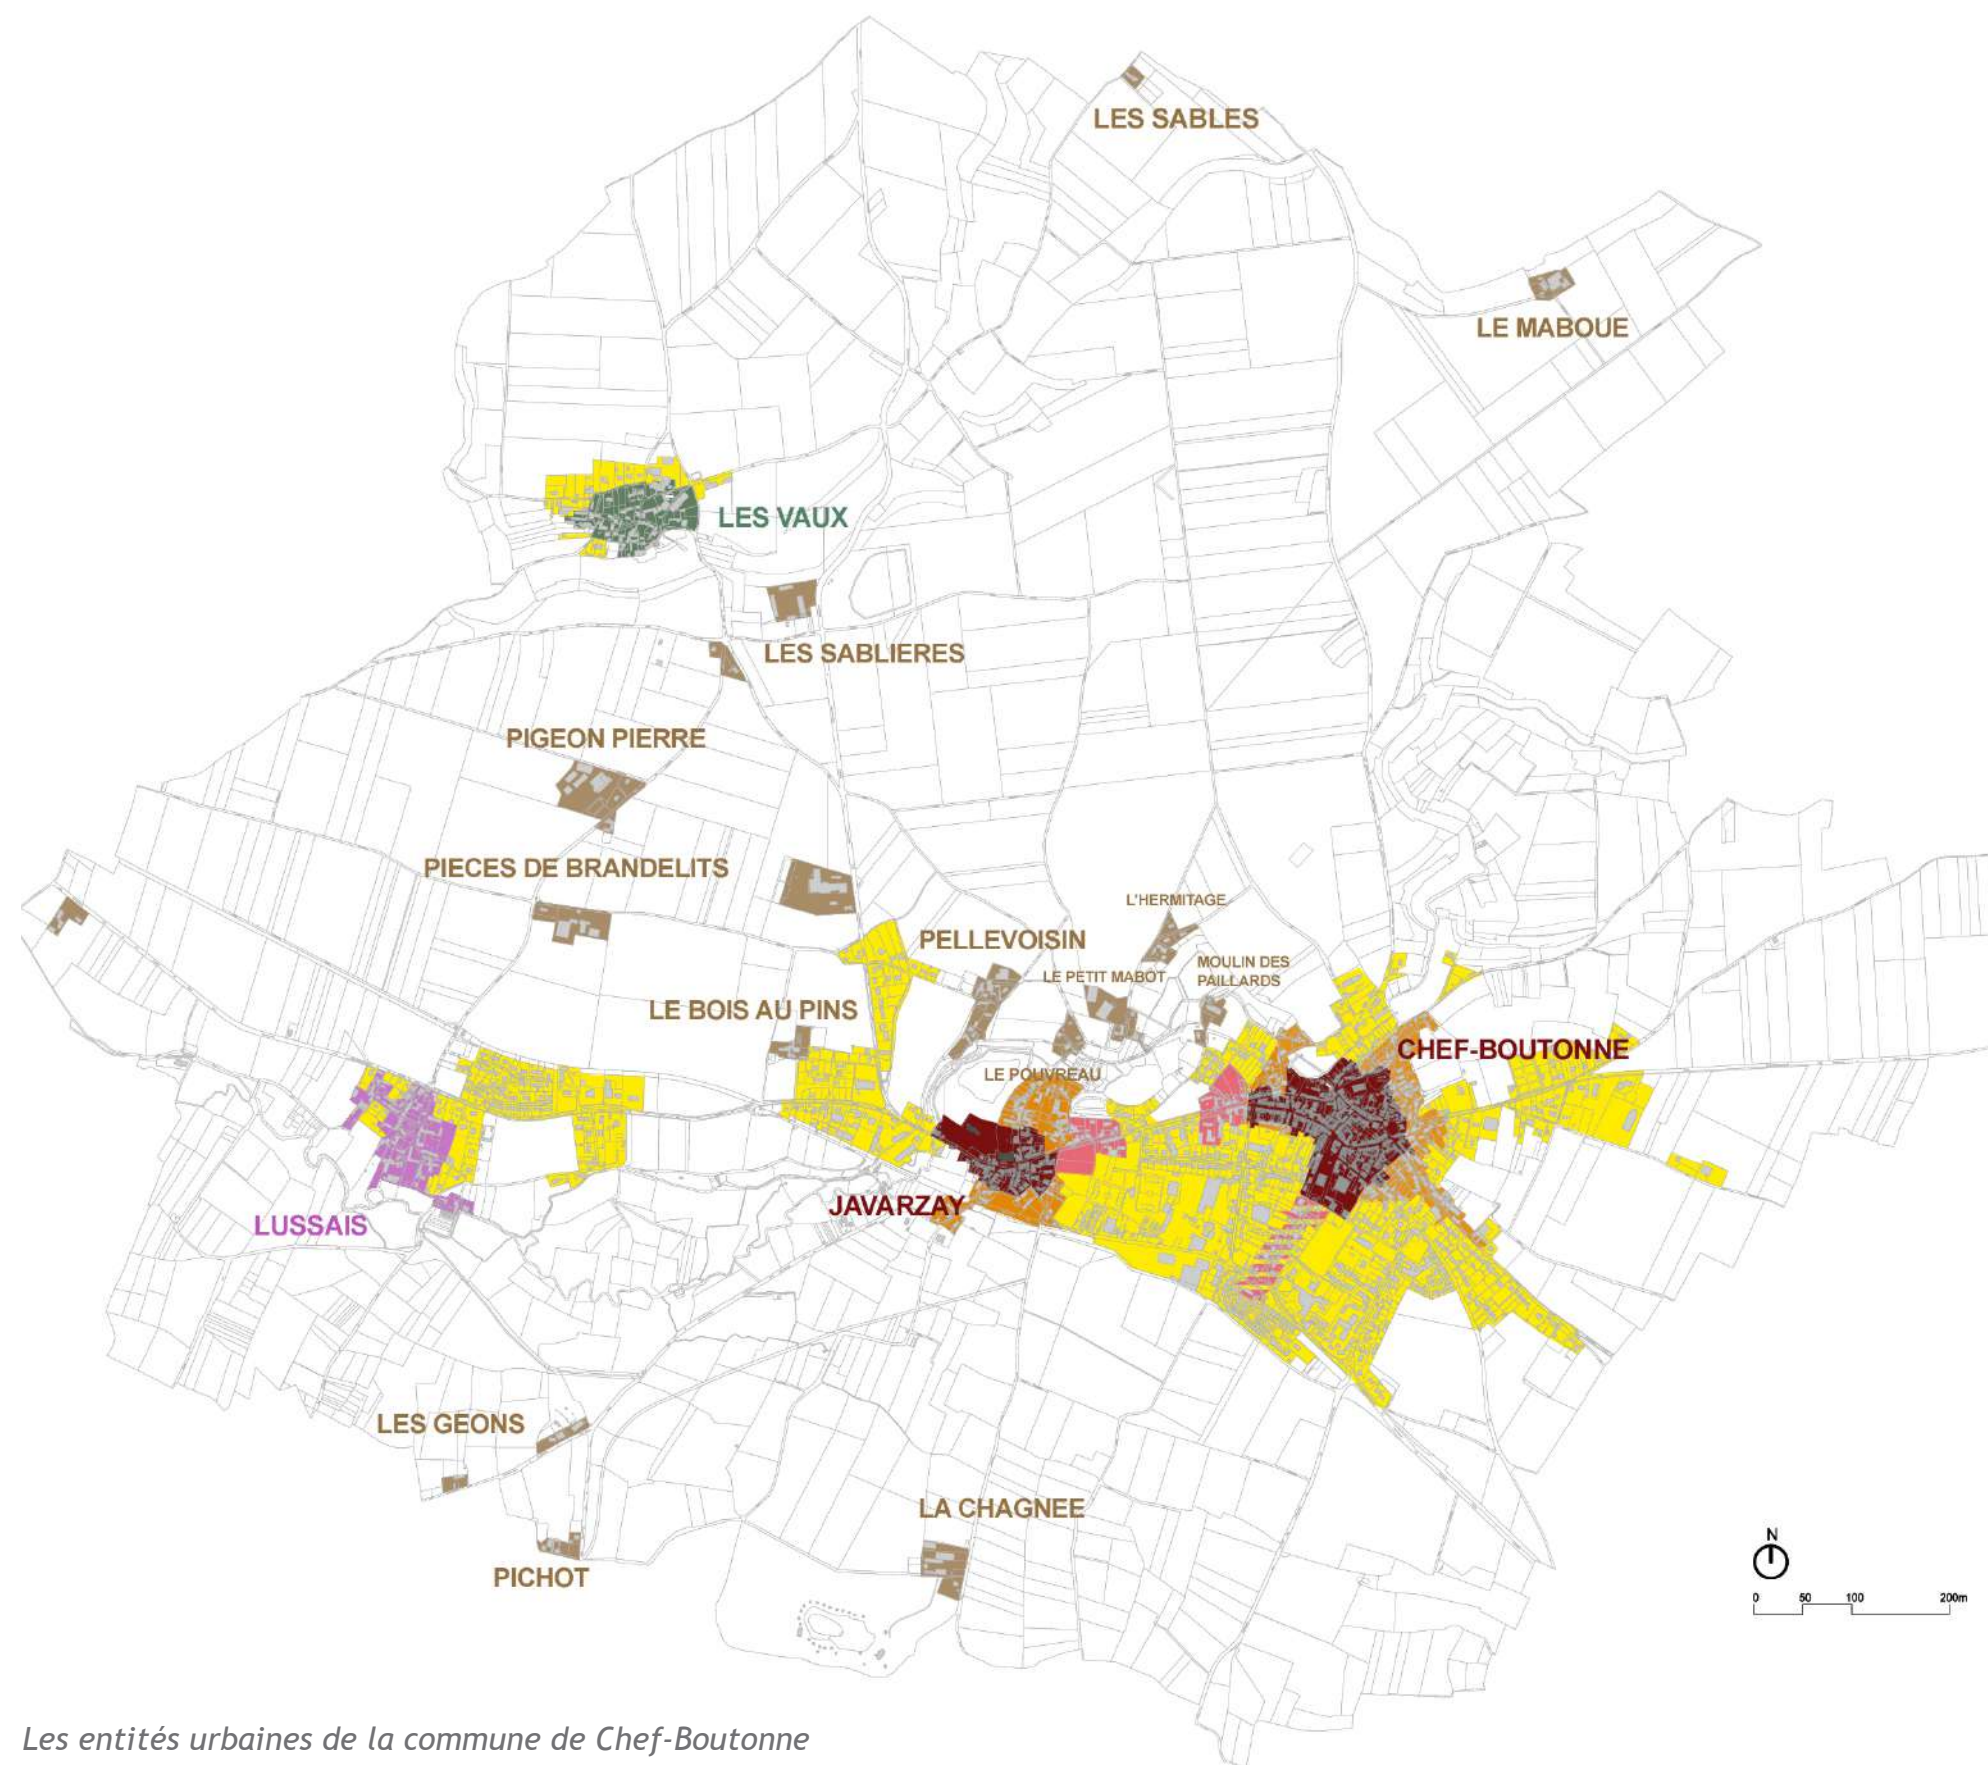 LES SABLES
LE MABOUE
LES VAUX
LES SABLIERES
PIGEON PIERRE
PIECES DE BRANDELITS
L'HERMITAGE
PELLEVOISIN
LE PETIT MABOT
MOULIN DES
PAILLARDS
LE BOIS AU PINS
CHEF-BOUTONNE
LE POUVREAU
JAVARZAY
LUSSAIS
LES GEONS
LA CHAGNEE
PICHOT
N
0 50 100 200m
Les entités urbaines de la commune de Chef-Boutonne